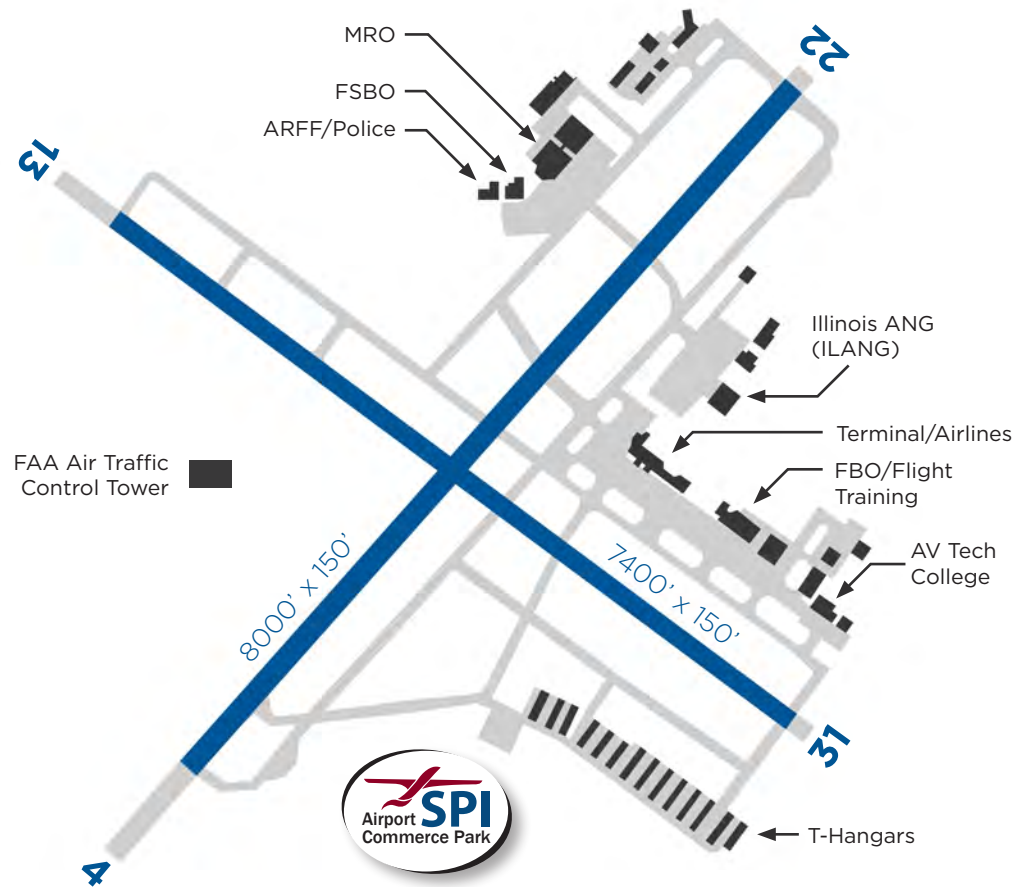 22
MRO
FSBO
ARFF/Police
13
Illinois ANG
(ILANG)
Terminal/Airlines
FAA Air Traffic
Control Tower
FBO/Flight
Training
AV Tech
College
8000’ x 150’
7400’ x 150’
31
Airport SPI
Commerce Park
T-Hangars
4